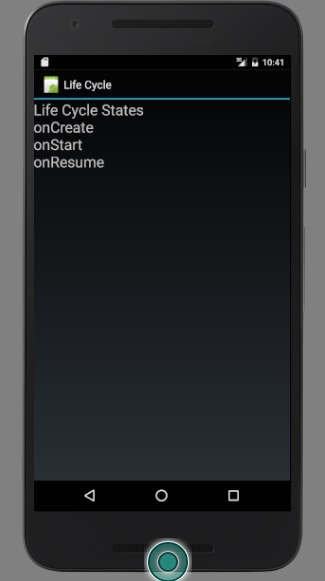 10:41
Life Cycle
Life Cycle States
onCreate
onStart
onResume